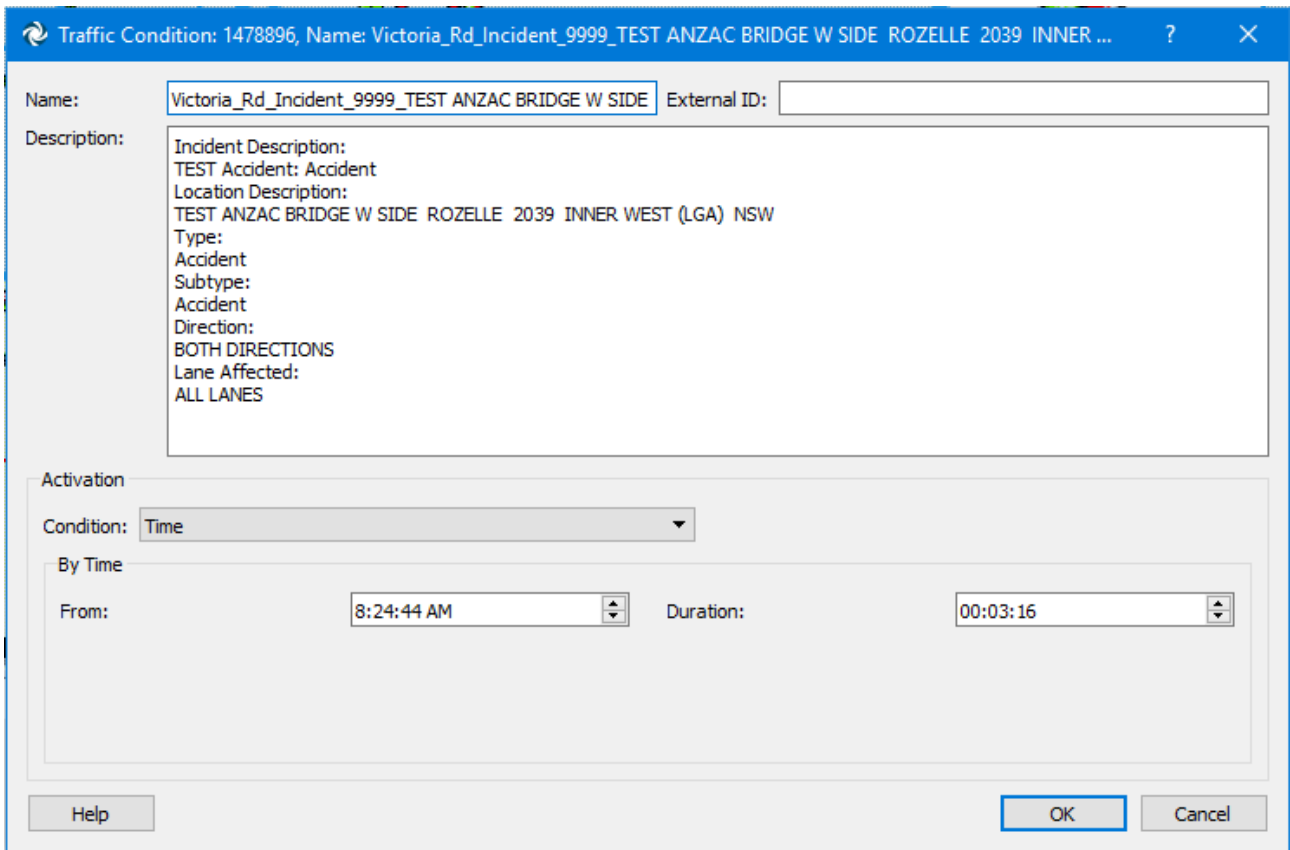 Traffic Condition: 1478896, Name: Victoria_Rd_Incident_9999_TEST ANZAC BRIDGE W SIDE  ROZELLE  2039  INNER ... ?
Name: Victoria_Rd_Incident_9999_TEST ANZAC BRIDGE W SIDE External ID:
Description:
Incident Description:
TEST Accident: Accident
Location Description:
TEST ANZAC BRIDGE W SIDE  ROZELLE  2039  INNER WEST (LGA)  NSW
Type:
Accident
Subtype:
Accident
Direction:
BOTH DIRECTIONS
Lane Affected:
ALL LANES
Activation
Condition: Time
By Time
From: 8:24:44 AM Duration: 00:03:16
Help OK Cancel